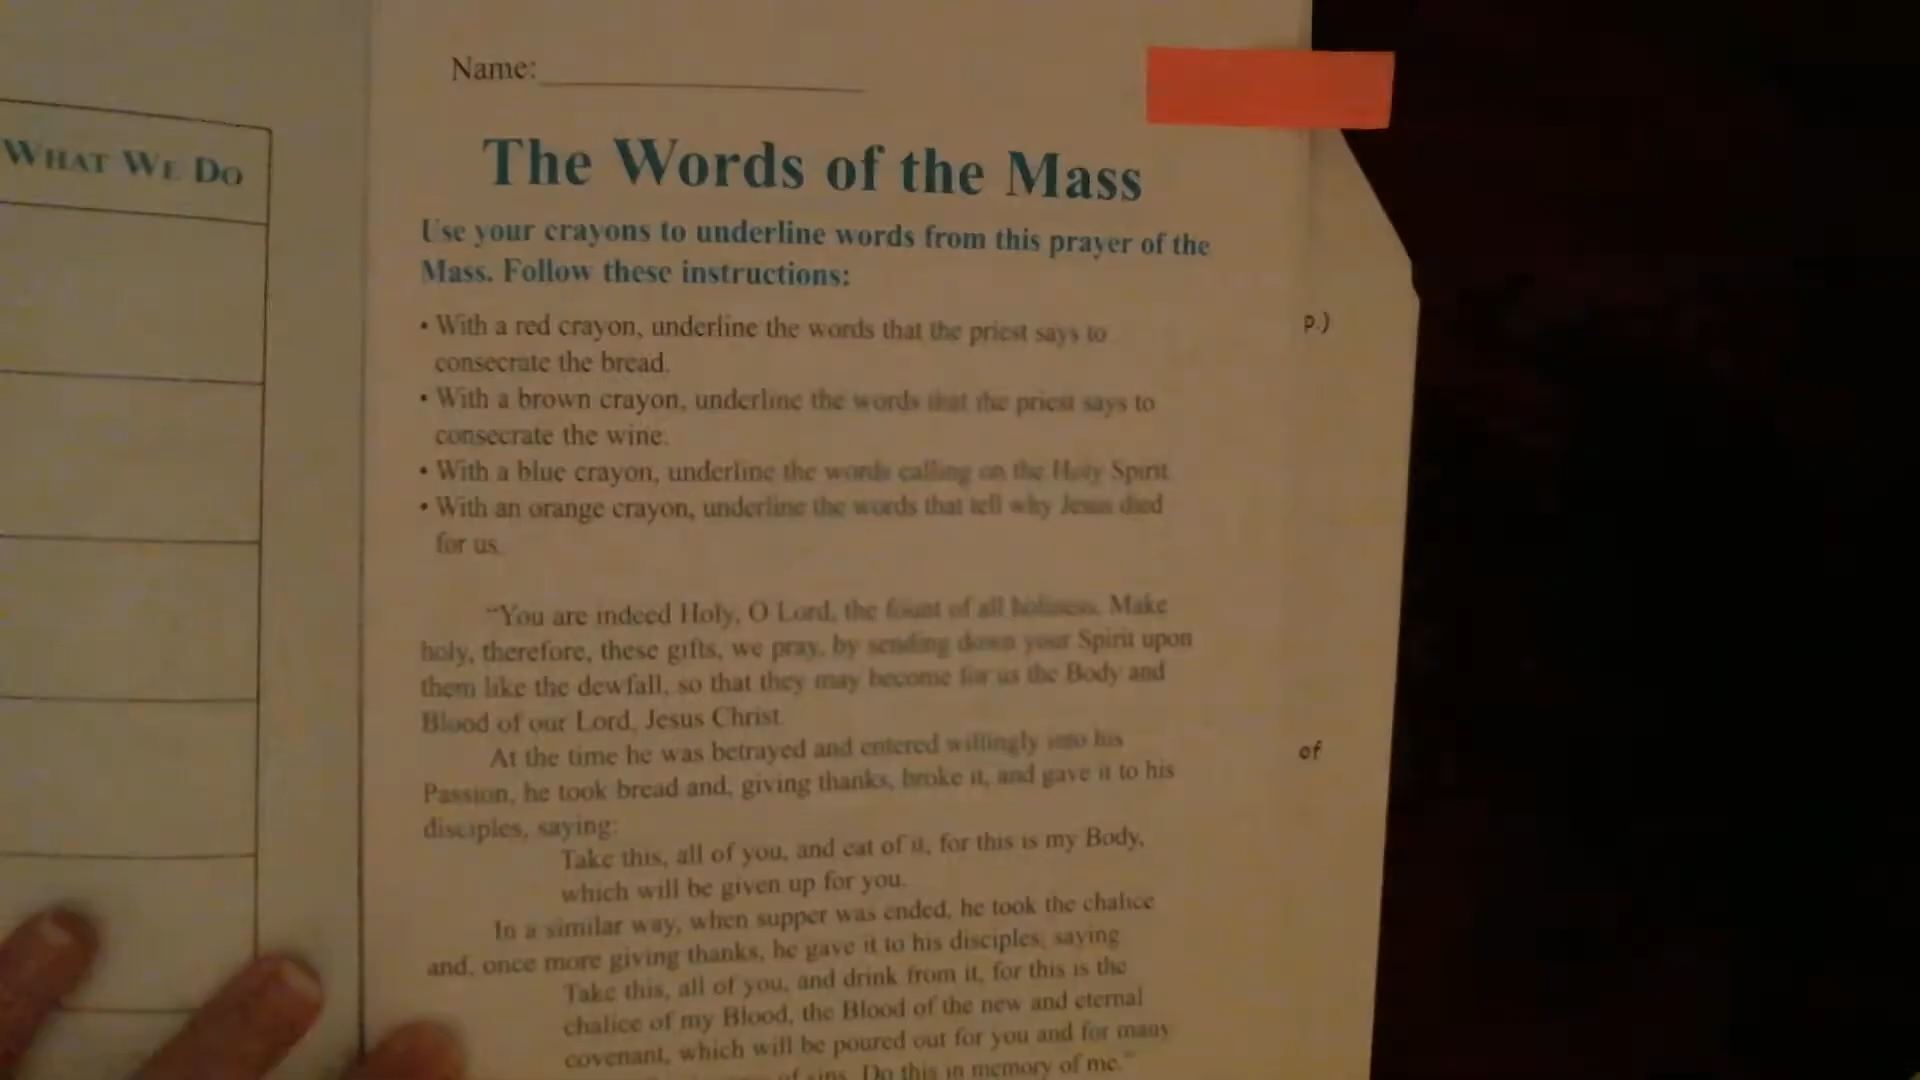 WHAT WE DO
Name:
The Words of the Mass
Use your crayons to underline words from this prayer of the
Mass. Follow these instructions:
• With a red crayon, underline the words that the priest says to
consecrate the bread.
• With a brown crayon, underline the words that the priest says to
consecrate the wine.
• With a blue crayon, underline the words calling on the Holy Spirit.
• With an orange crayon, underline the words that tell why Jesus died
for us.
p.)
"You are indeed Holy, O Lord, the fount of all holiness. Make
holy, therefore, these gifts, we pray, by sending down your Spirit upon
them like the dewfall, so that they may become for us the Body and
Blood of our Lord, Jesus Christ.
At the time he was betrayed and entered willingly into his
Passion, he took bread and, giving thanks, broke it, and gave it to his
disciples, saying:
Take this, all of you, and eat of it, for this is my Body,
which will be given up for you.
In a similar way, when supper was ended, he took the chalice
and, once more giving thanks, he gave it to his disciples, saying
Take this, all of you, and drink from it, for this is the
chalice of my Blood, the Blood of the new and eternal
covenant, which will be poured out for you and for many
of sins. Do this in memory of me."
of